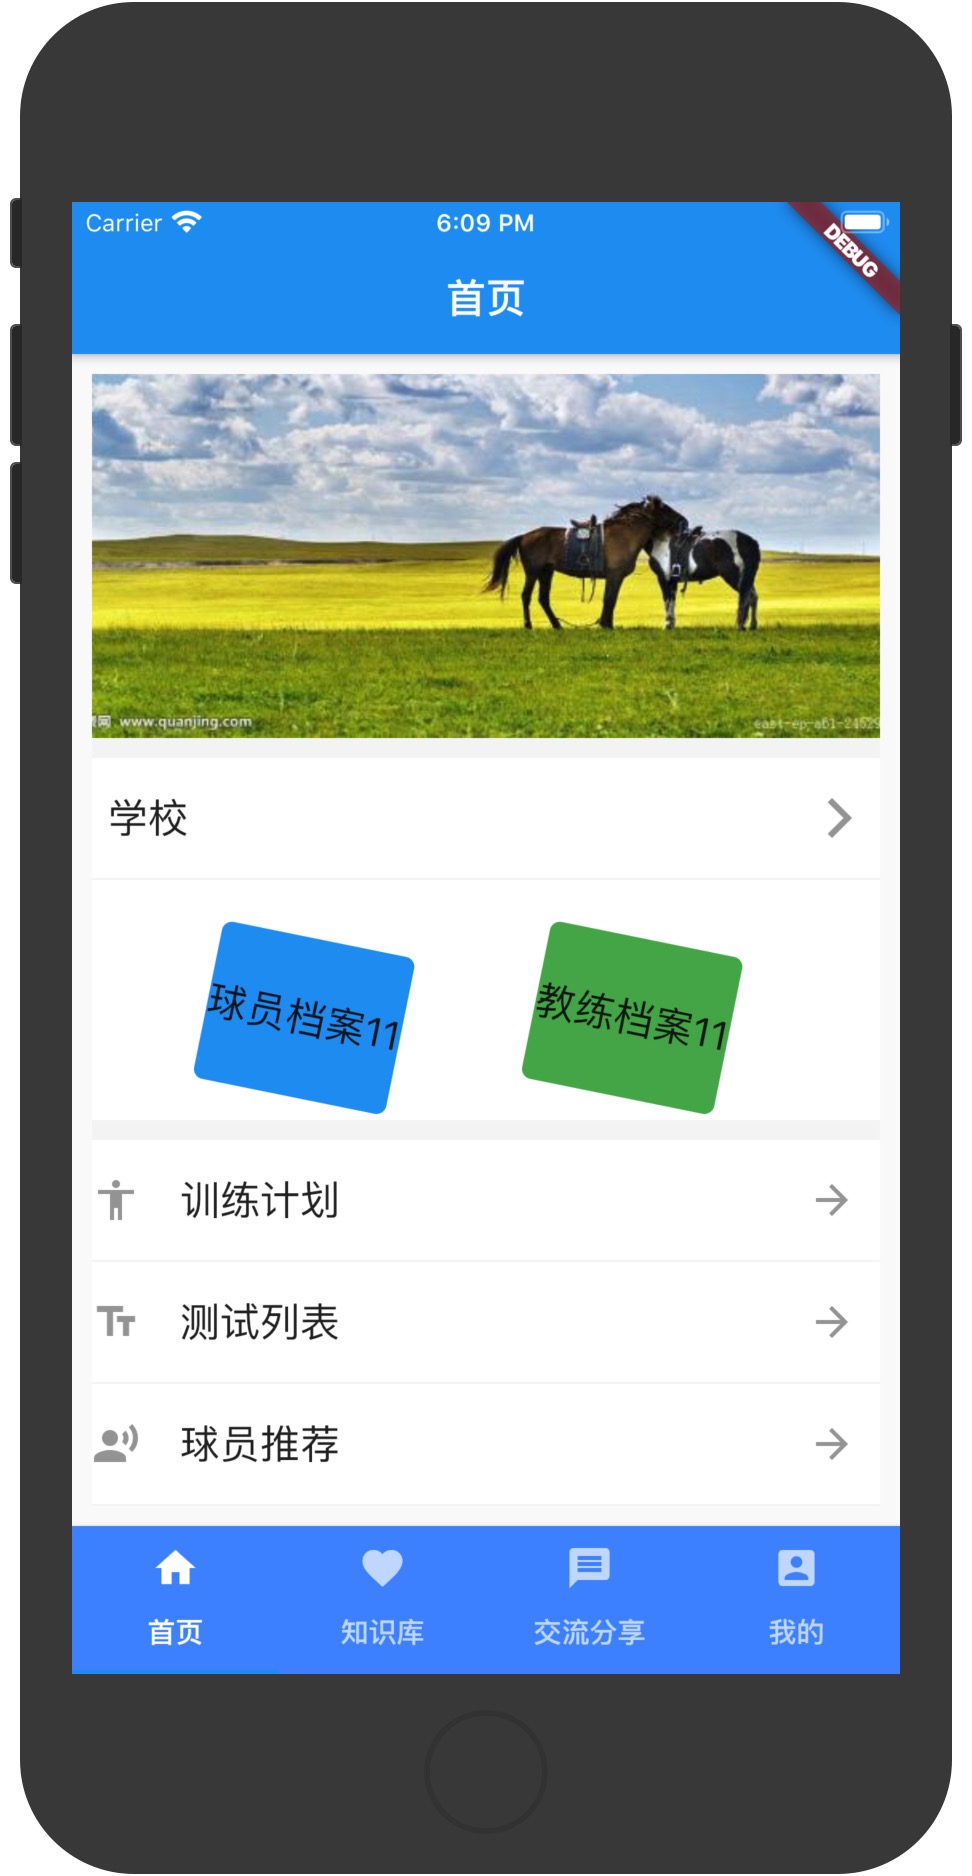 Carrier 6:09 PM
DEBUG
首页
网 www.quanjing.com
学校
球员档案11 教练档案11
训练计划
测试列表
球员推荐
首页 知识库 交流分享 我的